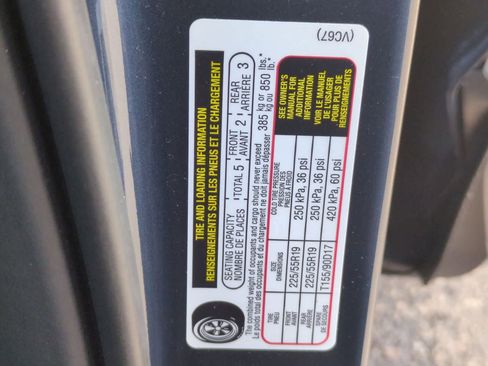 (VC67)
TIRE AND LOADING INFORMATION
RENSEIGNEMENTS SUR LES PNEUS ET LE CHARGEMENT
SEATING CAPACITY
NOMBRE DE PLACES
TOTAL 5
FRONT
AVANT 2
REAR
ARRIÈRE 3
The combined weight of occupants and cargo should never exceed
Le poids total des occupants et du chargement ne doit jamais dépasser
385 kg or 850 lbs.*
kg ou lb.*
TIRE
PNEU
SIZE
DIMENSIONS
COLD TIRE PRESSURE
PRESSION DES
PNEUS À FROID
FRONT
AVANT
225/55R19
250 kPa, 36 psi
REAR
ARRIÈRE
225/55R19
250 kPa, 36 psi
SPARE
DE SECOURS
T155/90D17
420 kPa, 60 psi
SEE OWNER'S
MANUAL FOR
ADDITIONAL
INFORMATION
VOIR LE MANUEL
DE L'USAGER
POUR PLUS DE
RENSEIGNEMENTS